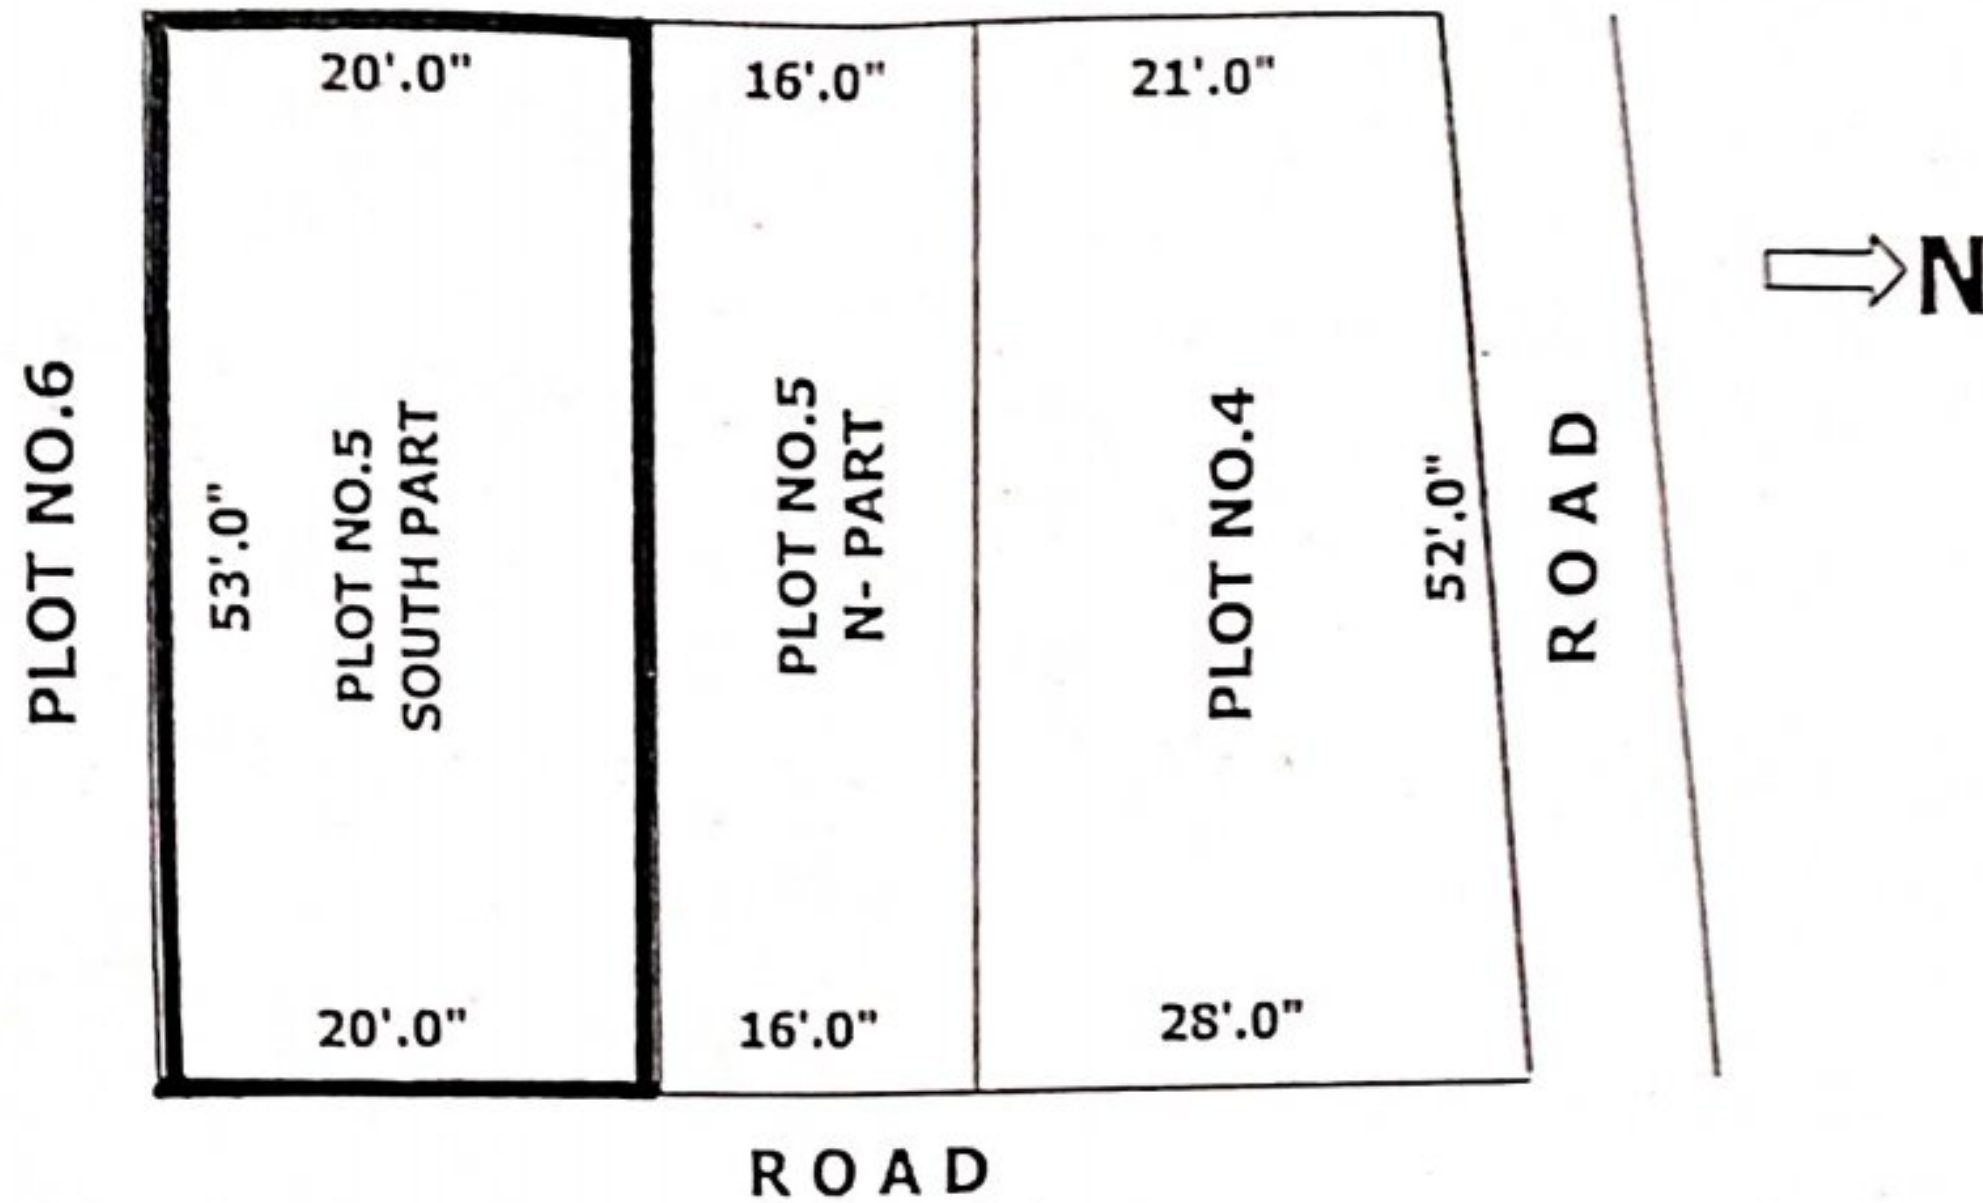 20'.0"
16'.0"
21'.0"
N
PLOT NO.6
53'.0"
PLOT NO.5
SOUTH PART
PLOT NO.5
N- PART
PLOT NO.4
52'.0"
ROAD
20'.0"
16'.0"
28'.0"
ROAD